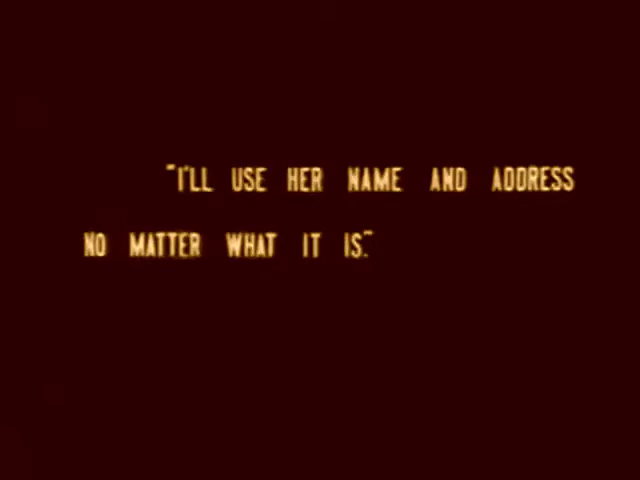 "I'LL USE HER NAME AND ADDRESS
NO MATTER WHAT IT IS."